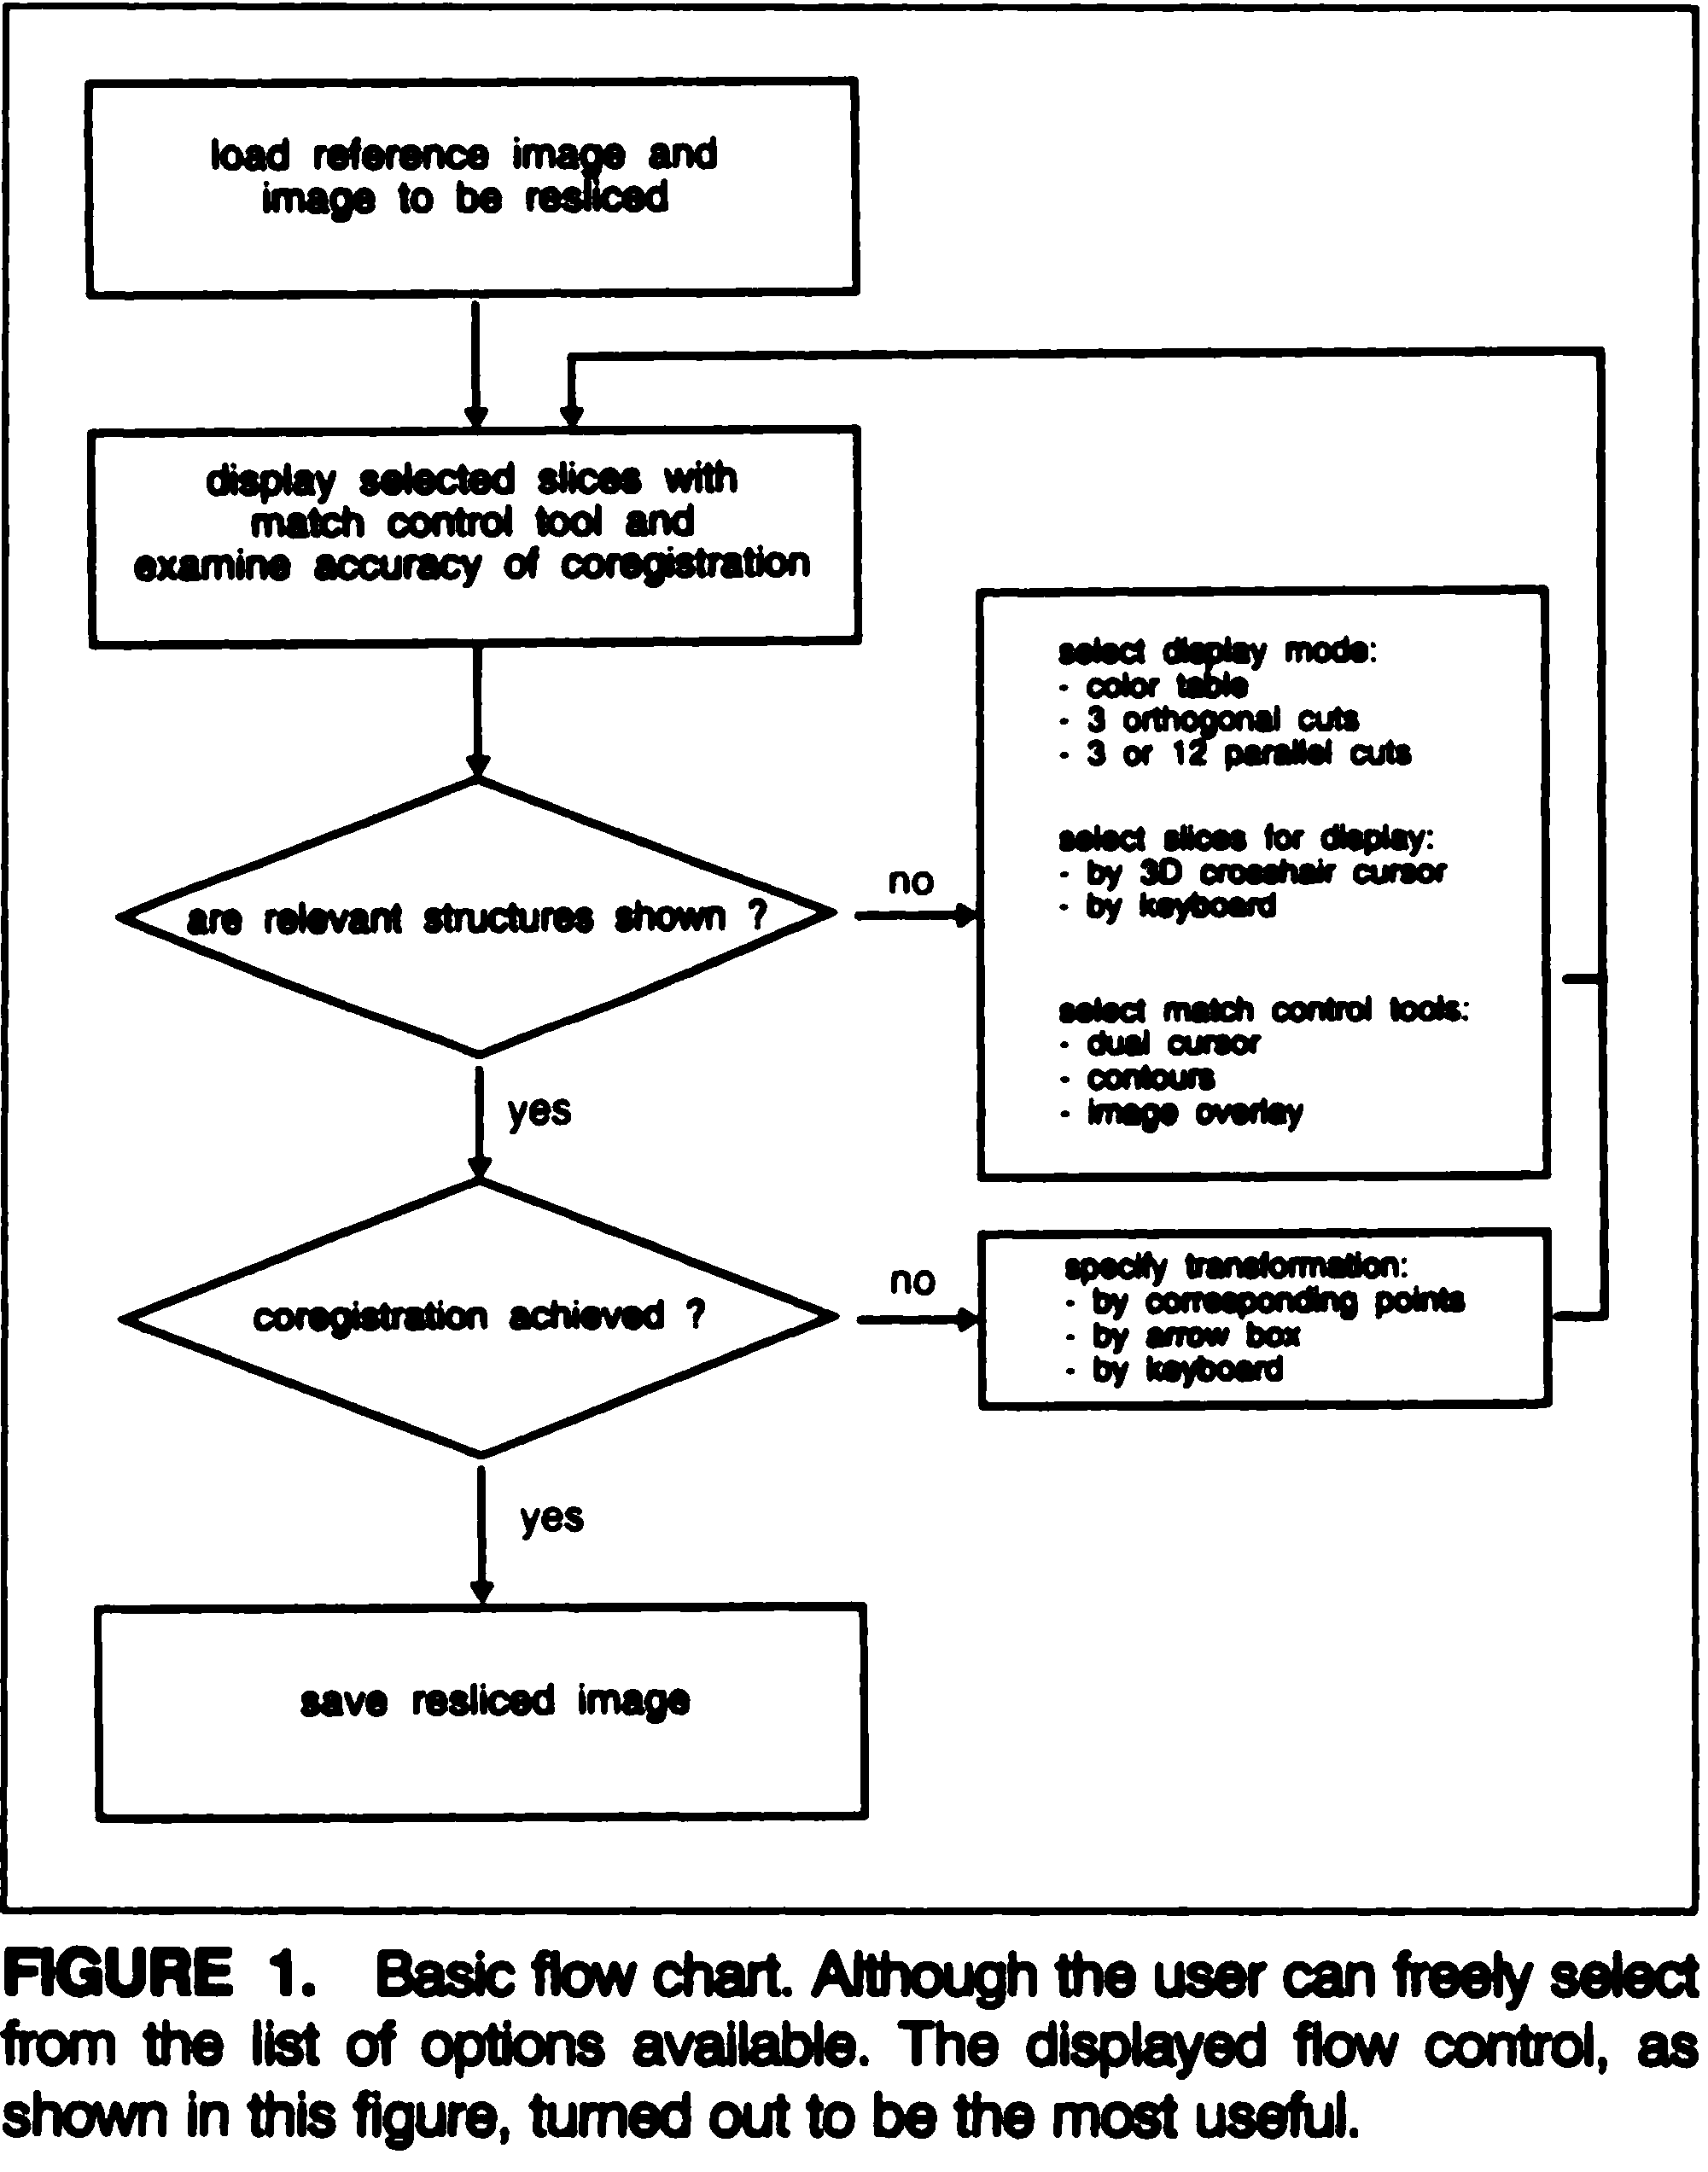 load reference image and
image to be resliced
display selected slices with
match control tool and
examine accuracy of coregistration
are relevant structures shown ?
no
select display mode:
- color table
- 3 orthogonal cuts
- 3 or 12 parallel cuts
select slices for display:
- by 3D crosshair cursor
- by keyboard
select match control tools:
- dual cursor
- contours
- image overlay
yes
coregistration achieved ?
no
specify transformation:
- by corresponding points
- by arrow box
- by keyboard
yes
save resliced image
FIGURE 1. Basic flow chart. Although the user can freely select
from the list of options available. The displayed flow control, as
shown in this figure, turned out to be the most useful.